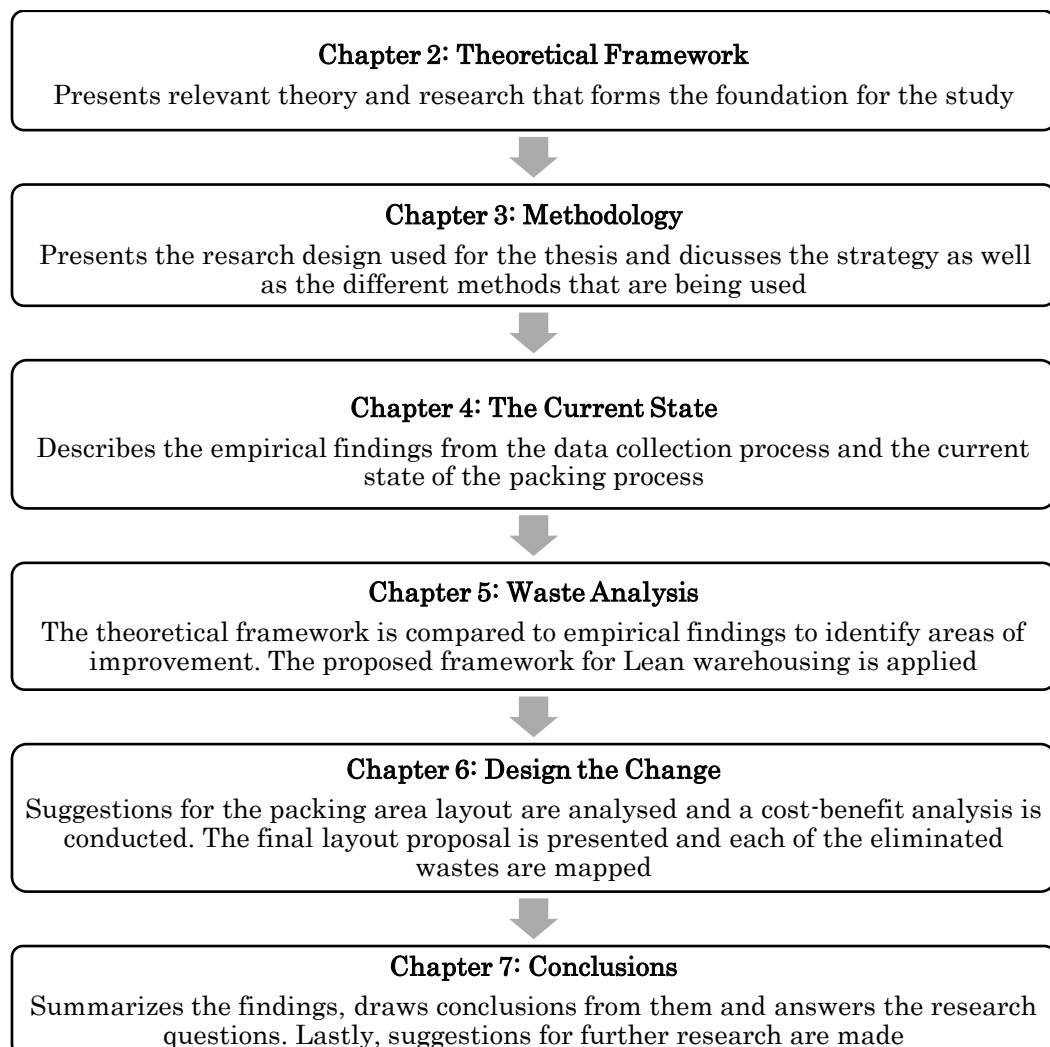 Chapter 2: Theoretical Framework
Presents relevant theory and research that forms the foundation for the study
Chapter 3: Methodology
Presents the resarch design used for the thesis and dicusses the strategy as well
as the different methods that are being used
Chapter 4: The Current State
Describes the empirical findings from the data collection process and the current
state of the packing process
Chapter 5: Waste Analysis
The theoretical framework is compared to empirical findings to identify areas of
improvement. The proposed framework for Lean warehousing is applied
Chapter 6: Design the Change
Suggestions for the packing area layout are analysed and a cost-benefit analysis is
conducted. The final layout proposal is presented and each of the eliminated
wastes are mapped
Chapter 7: Conclusions
Summarizes the findings, draws conclusions from them and answers the research
questions. Lastly, suggestions for further research are made